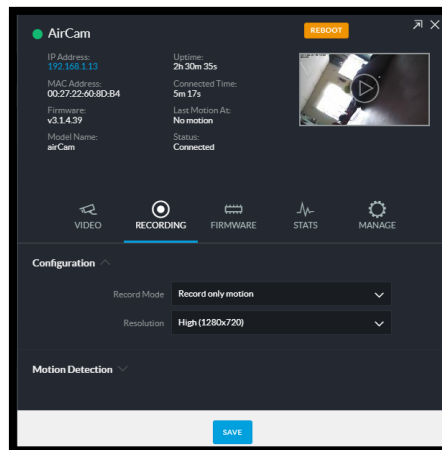 AirCam
REBOOT
IP Address:
192.168.1.13
Uptime:
2h 30m 35s
MAC Address:
00:27:22:60:8D:B4
Connected Time:
5m 17s
Firmware:
v3.1.4.39
Last Motion At:
No motion
Model Name:
airCam
Status:
Connected
VIDEO
RECORDING
FIRMWARE
STATS
MANAGE
Configuration
Record Mode
Record only motion
Resolution
High (1280x720)
Motion Detection
SAVE